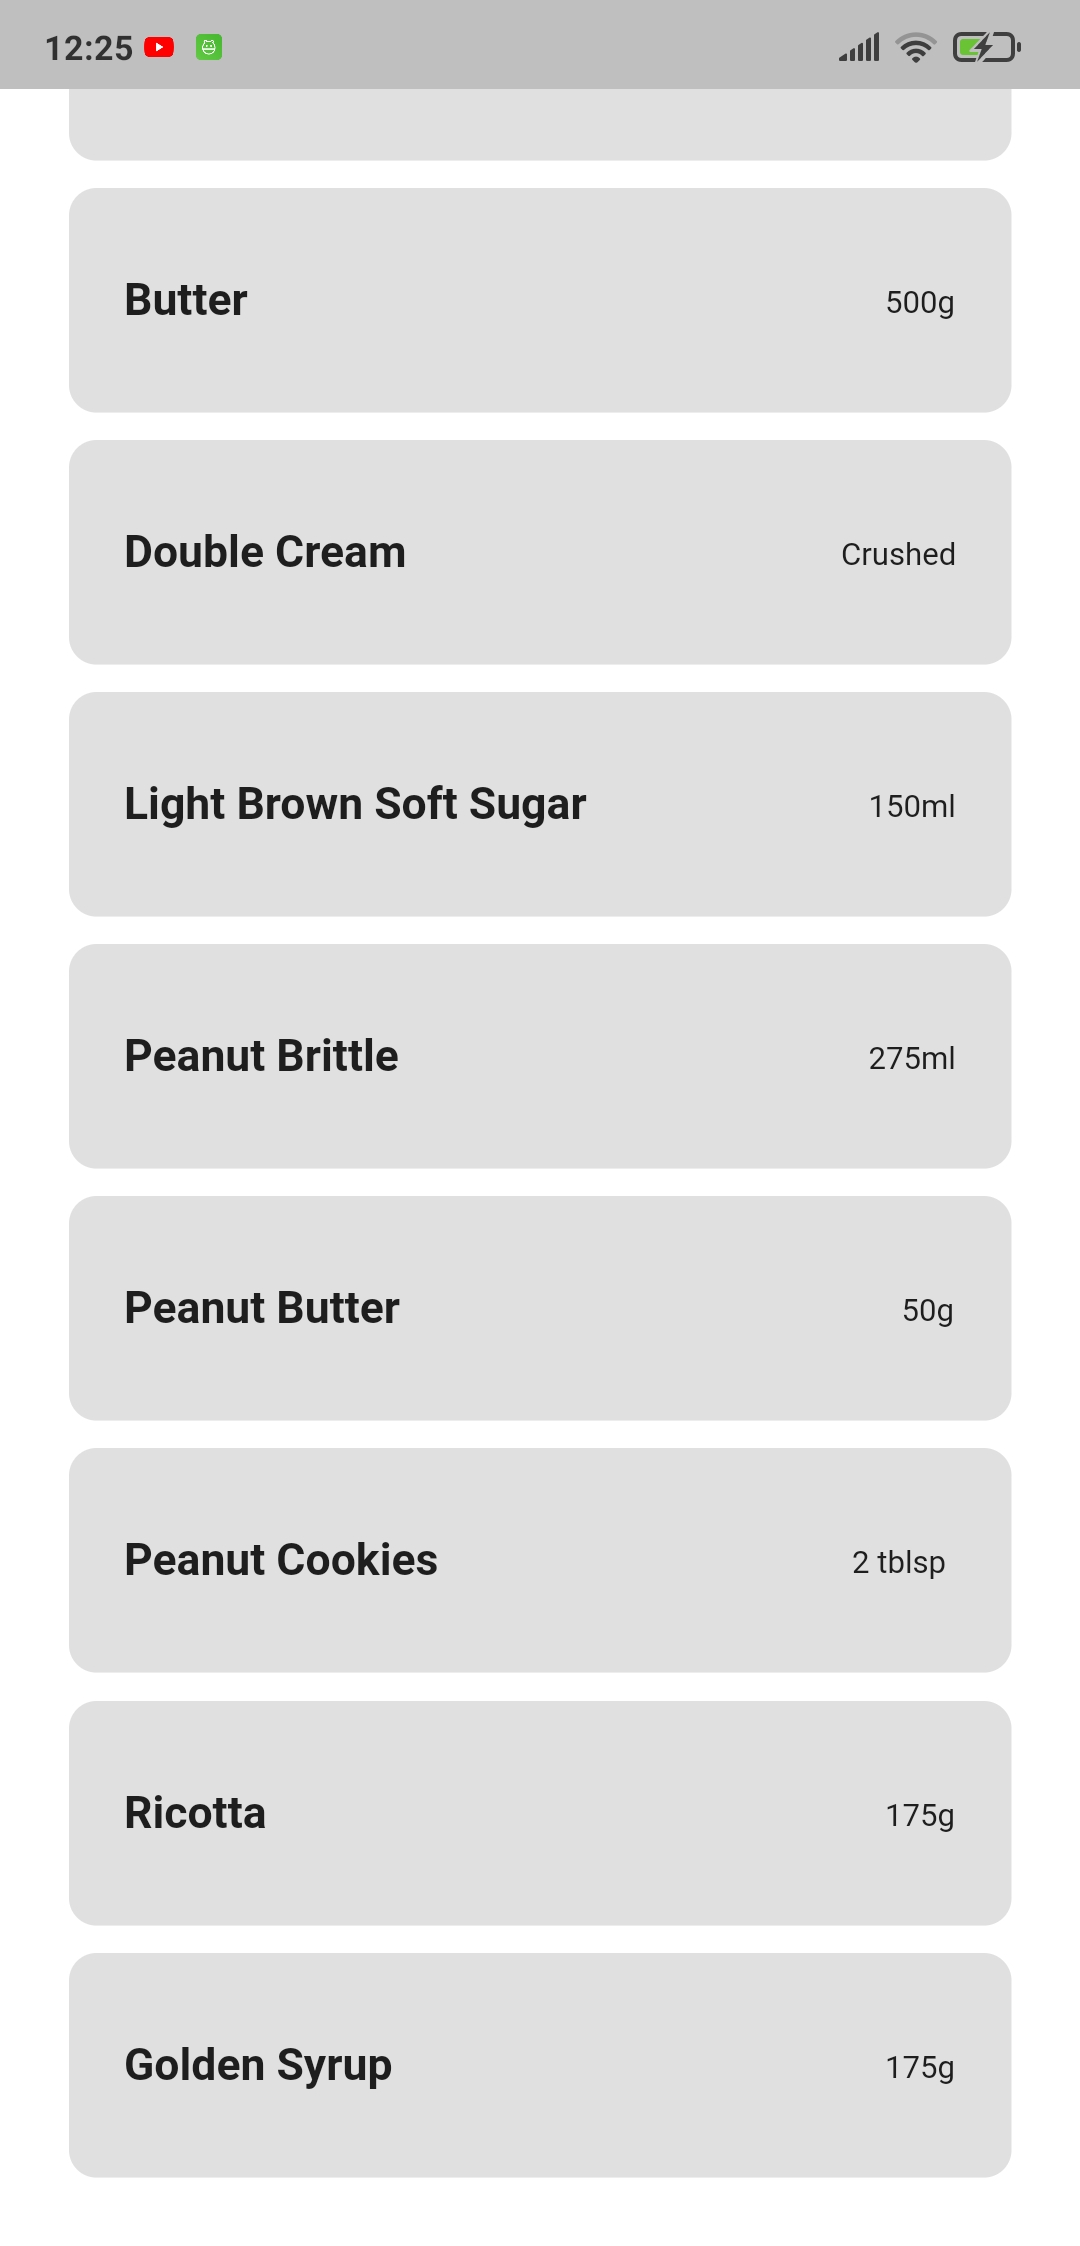 12:25
Butter 500g
Double Cream Crushed
Light Brown Soft Sugar 150ml
Peanut Brittle 275ml
Peanut Butter 50g
Peanut Cookies 2 tblsp
Ricotta 175g
Golden Syrup 175g